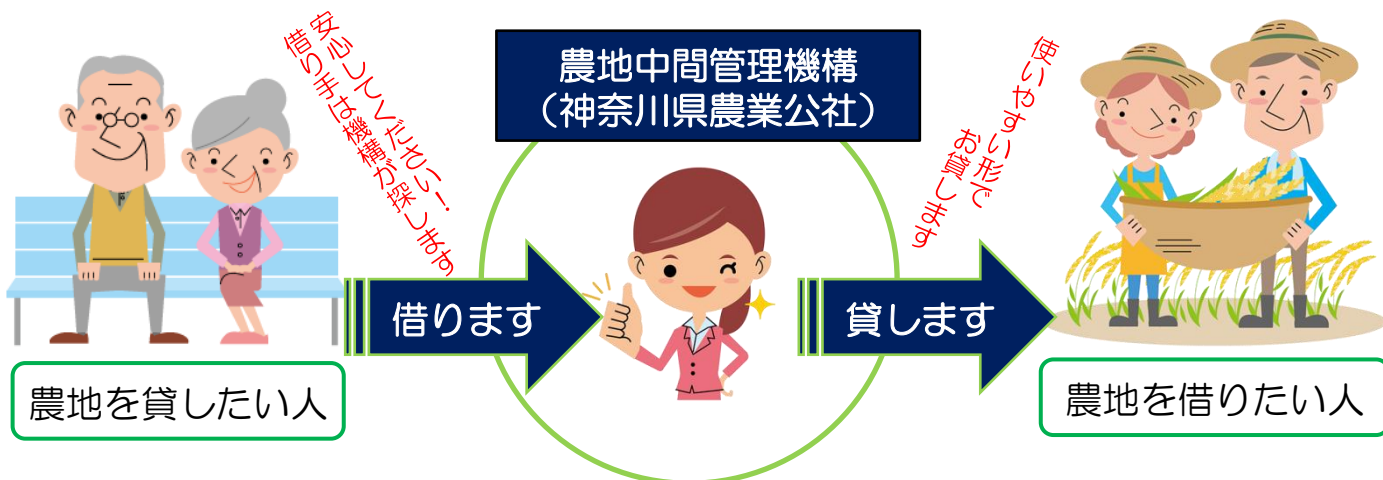 安心してください！
借り手は機構が探します
農地中間管理機構
（神奈川県農業公社）
使いやすい形で
お貸します
借ります
貸します
農地を貸したい人
農地を借りたい人